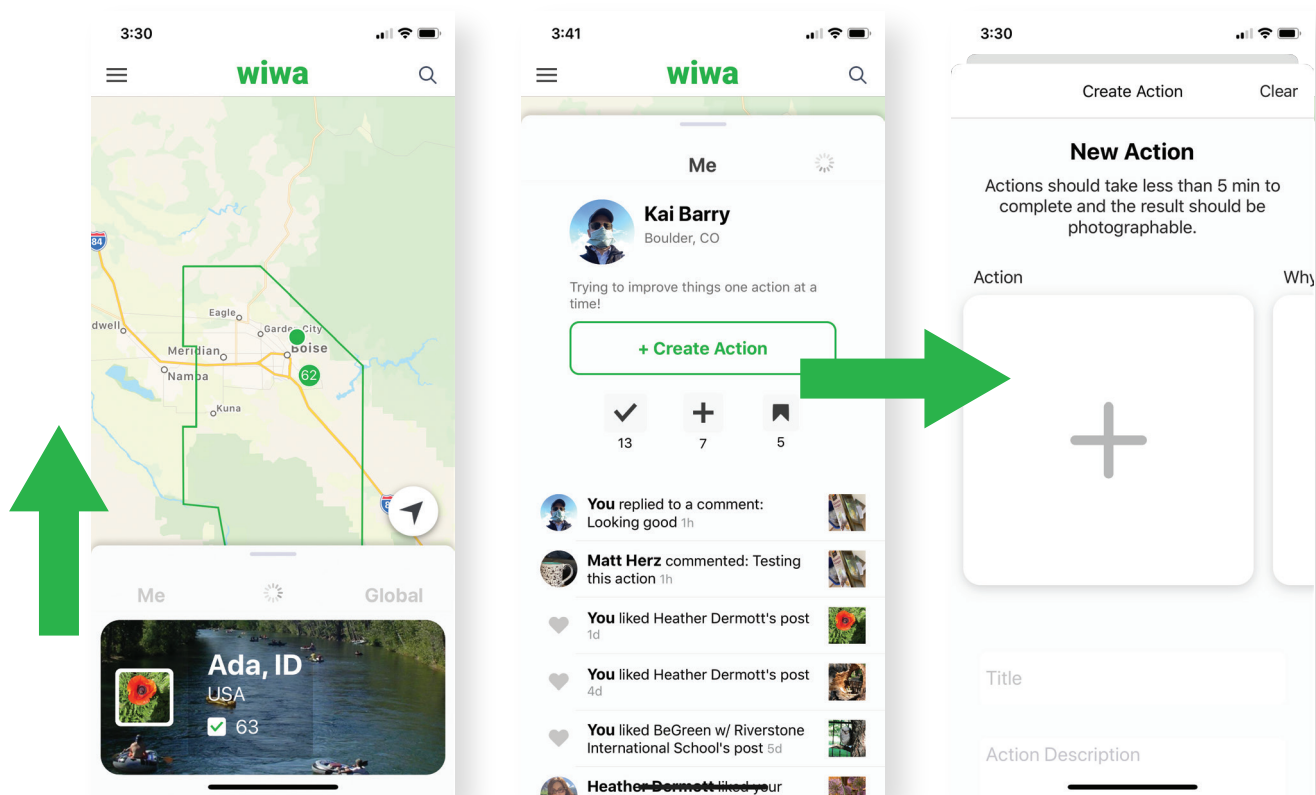 3:30
wiwa
84
Eagle
dwell
Garden City
Meridian
Boise
Nampa
62
Kuna
8
Me
Global
Ada, ID
USA
63
3:41
wiwa
Me
Kai Barry
Boulder, CO
Trying to improve things one action at a
time!
+ Create Action
13 7 5
You replied to a comment:
Looking good 1h
Matt Herz commented: Testing
this action 1h
You liked Heather Dermott's post
1d
You liked Heather Dermott's post
4d
You liked BeGreen w/ Riverstone
International School's post 5d
Heather Dermott liked your
3:30
Create Action Clear
New Action
Actions should take less than 5 min to
complete and the result should be
photographable.
Action Why
Title
Action Description